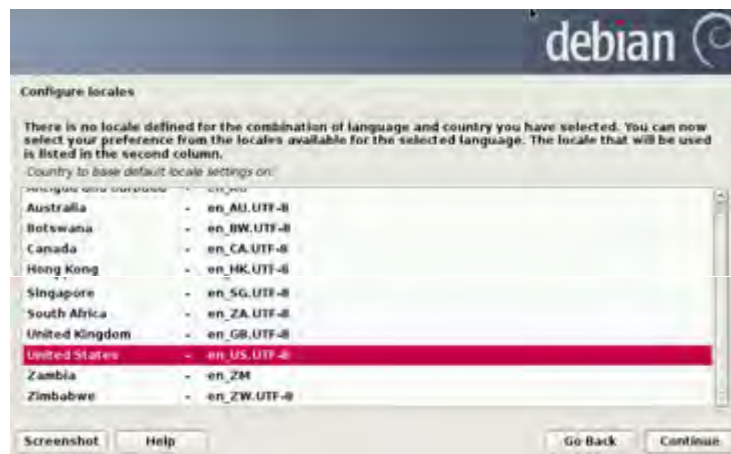 debian
Configure locales
There is no locale defined for the combination of language and country you have selected. You can now
select your preference from the locales available for the selected language. The locale that will be used
is listed in the second column.
Country to base default locale settings on:
Australia - en_AU.UTF-8
Botswana - en_BW.UTF-8
Canada - en_CA.UTF-8
Hong Kong - en_HK.UTF-8
Singapore - en_SG.UTF-8
South Africa - en_ZA.UTF-8
United Kingdom - en_GB.UTF-8
United States - en_US.UTF-8
Zambia - en_ZM
Zimbabwe - en_ZW.UTF-8
Screenshot Help Go Back Continue